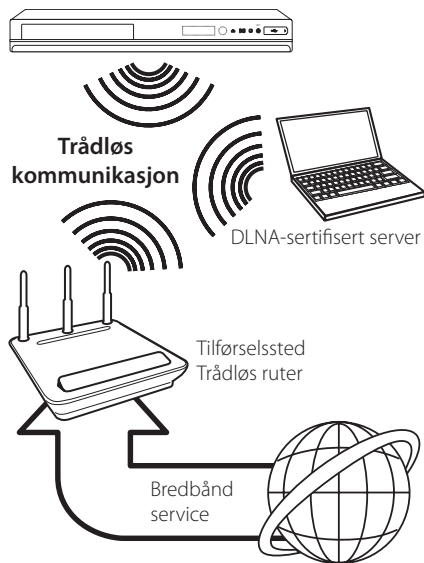 Trådløs
kommunikasjon
DLNA-sertifisert server
Tilførselssted
Trådløs ruter
Bredbånd
service